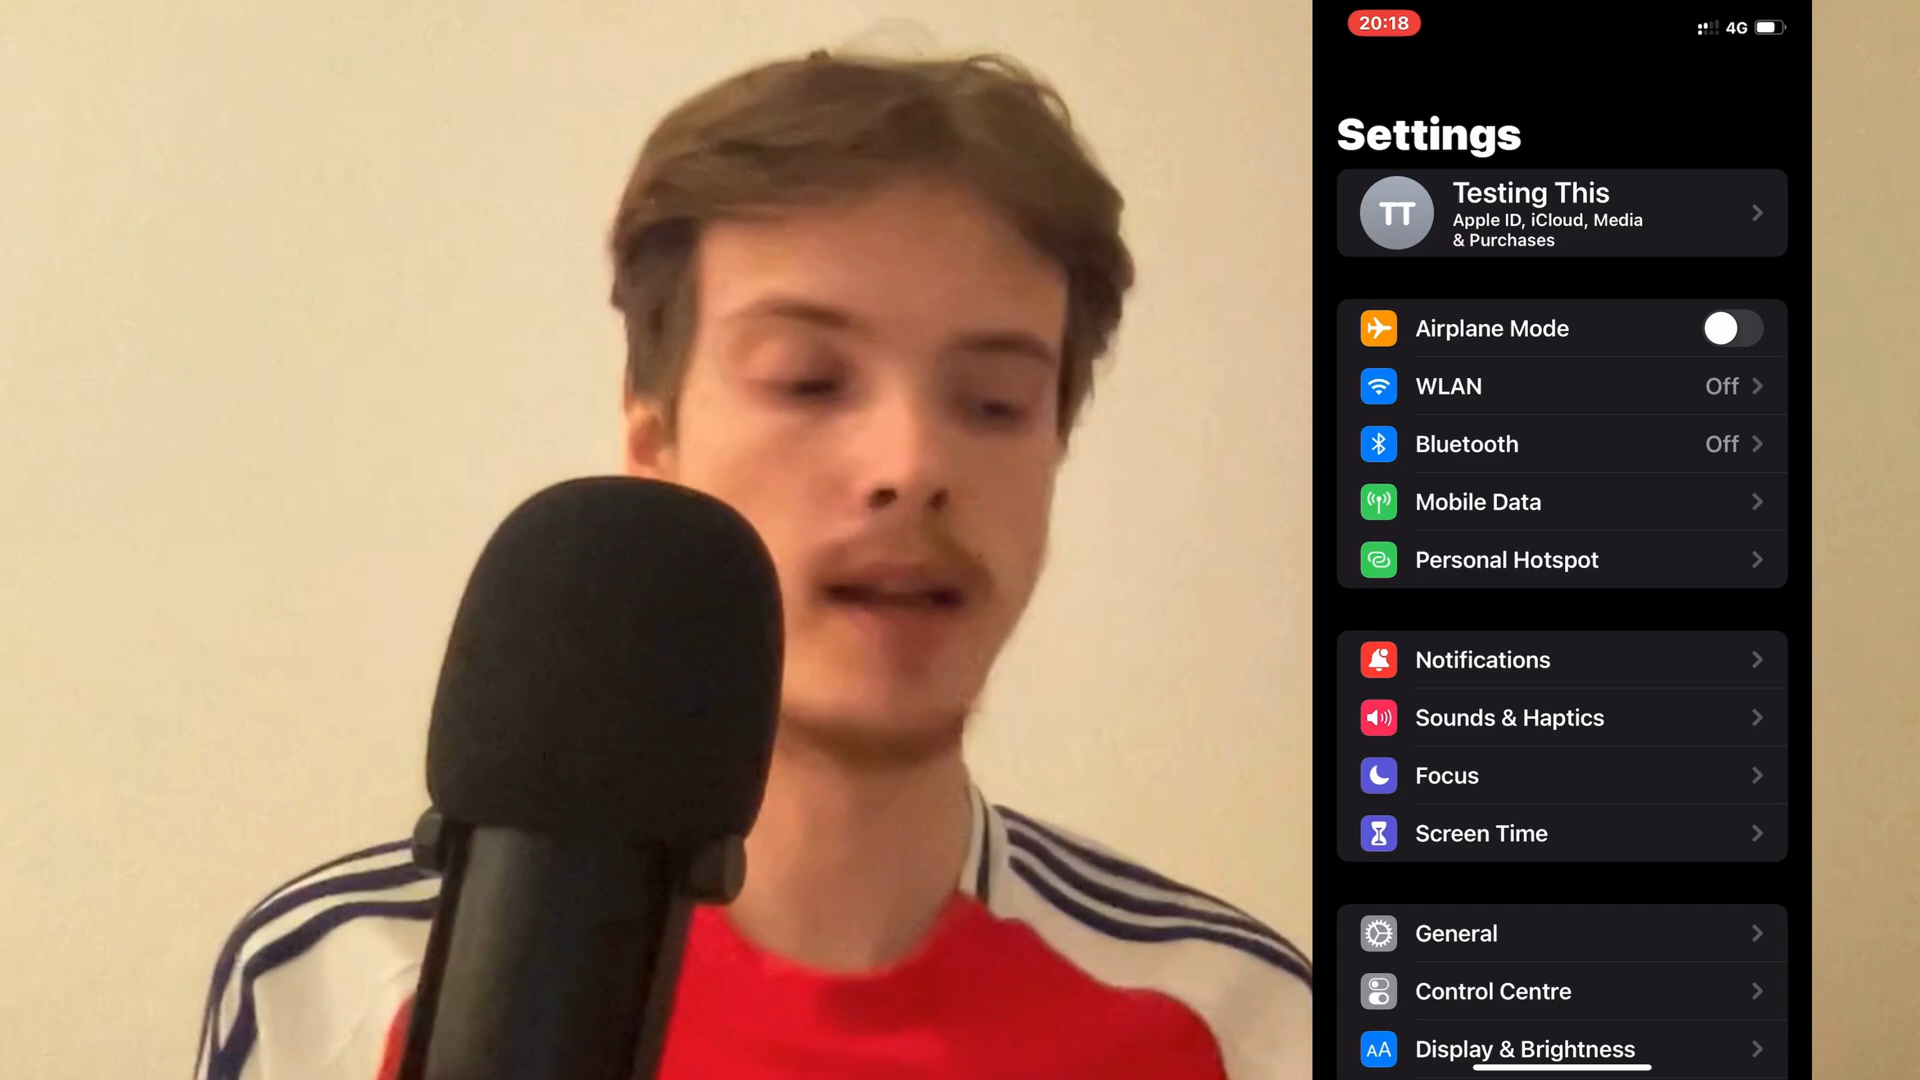 20:18
4G
Settings
TT
Testing This
Apple ID, iCloud, Media
& Purchases
Airplane Mode
WLAN
Off
Bluetooth
Off
Mobile Data
Personal Hotspot
Notifications
Sounds & Haptics
Focus
Screen Time
General
Control Centre
AA
Display & Brightness